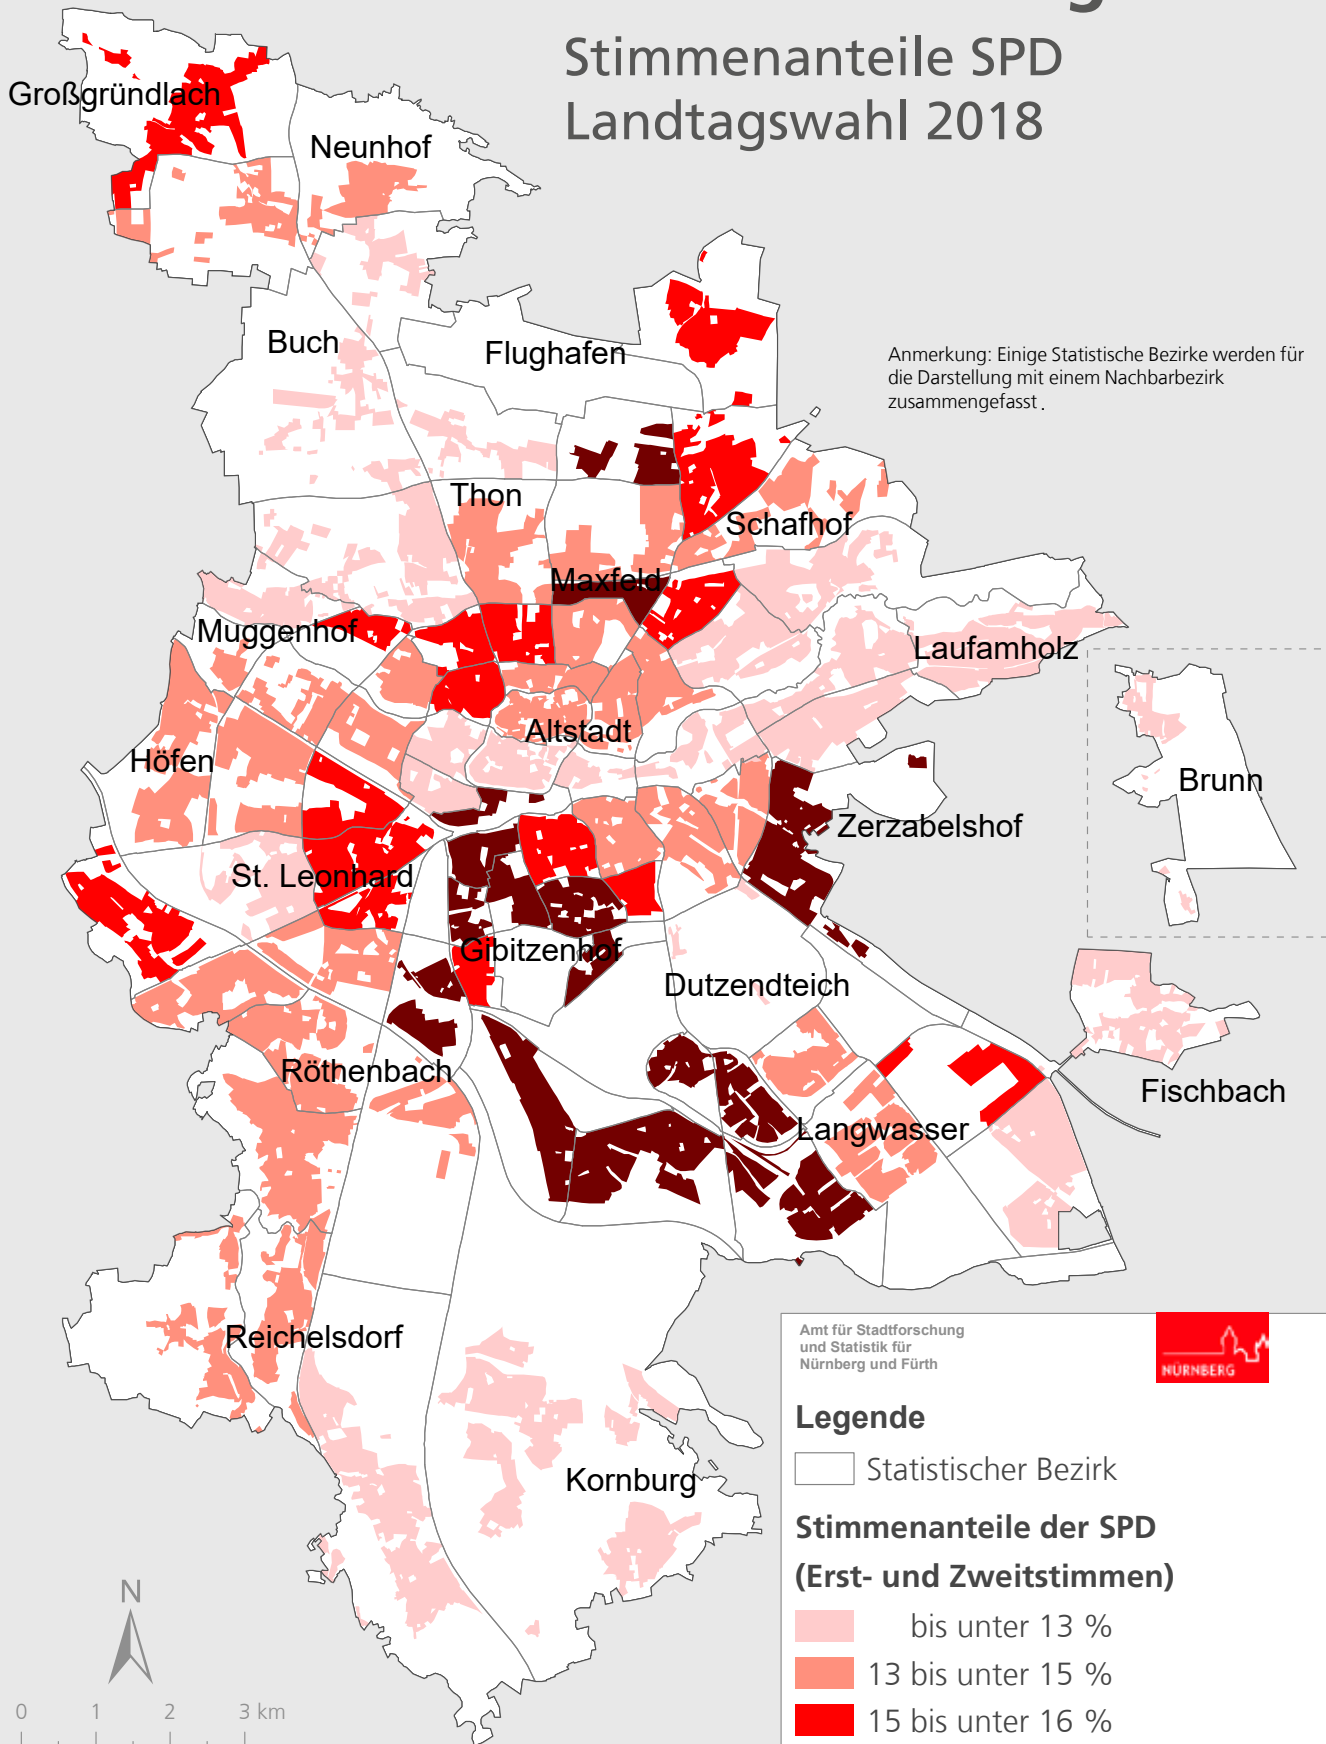 Stimmenanteile SPD
Landtagswahl 2018
Großgründlach
Neunhof
Buch
Flughafen
Anmerkung: Einige Statistische Bezirke werden für
die Darstellung mit einem Nachbarbezirk
zusammengefasst .
Thon
Schafhof
Maxfeld
Muggenhof
Laufamholz
Altstadt
Höfen
Brunn
Zerzabelshof
St. Leonhard
Gibitzenhof
Dutzendteich
Röthenbach
Fischbach
Langwasser
Reichelsdorf
Kornburg
Amt für Stadtforschung
und Statistik für
Nürnberg und Fürth
NÜRNBERG
Legende
Statistischer Bezirk
Stimmenanteile der SPD
(Erst- und Zweitstimmen)
bis unter 13 %
13 bis unter 15 %
15 bis unter 16 %
N
0 1 2 3 km